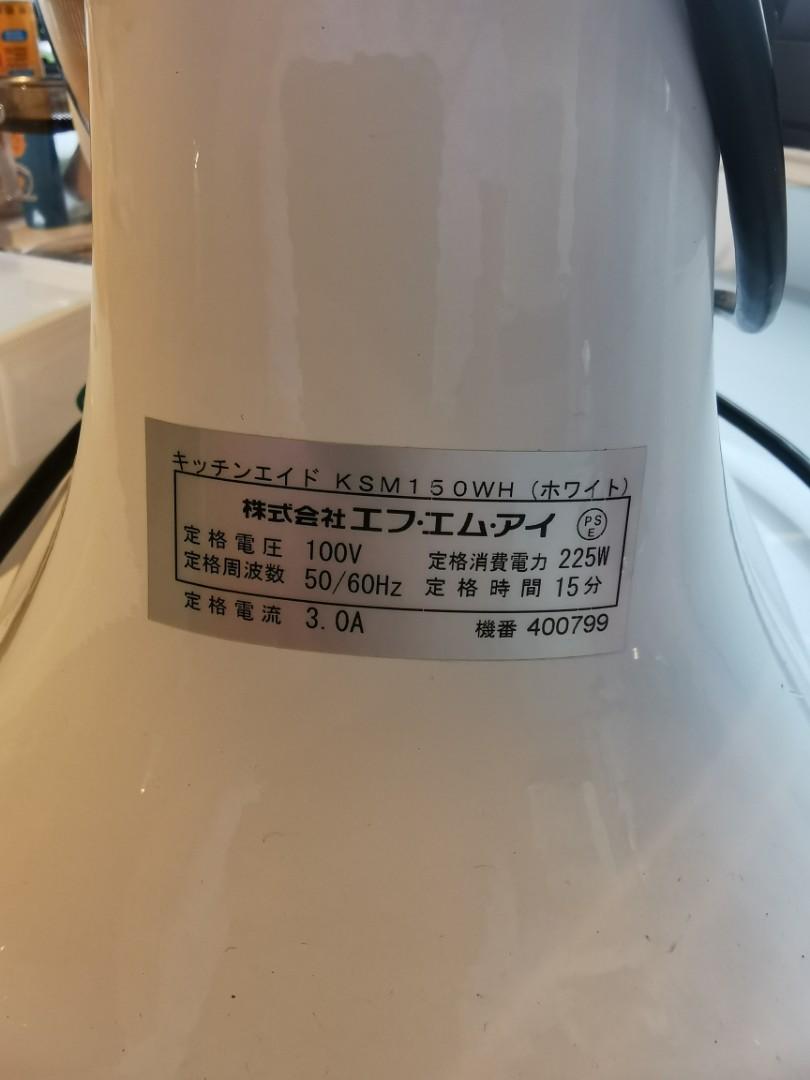 キッチンエイド KSM150WH (ホワイト)
株式会社エフ・エム・アイ PSE
定格電圧 100V 定格消費電力 225W
定格周波数 50/60Hz 定格時間 15分
定格電流 3.0A 機番 400799